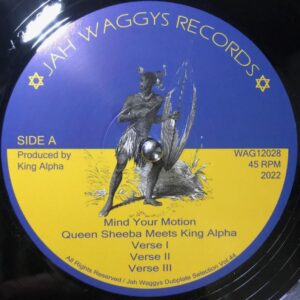 JAH WAGGYS RECORDS
SIDE A
Produced by
King Alpha
WAG12028
45 RPM
2022
Mind Your Motion
Queen Sheeba Meets King Alpha
Verse I
Verse II
Verse III
All Rights Reserved / Jah Waggys Dubplate Selection Vol.44